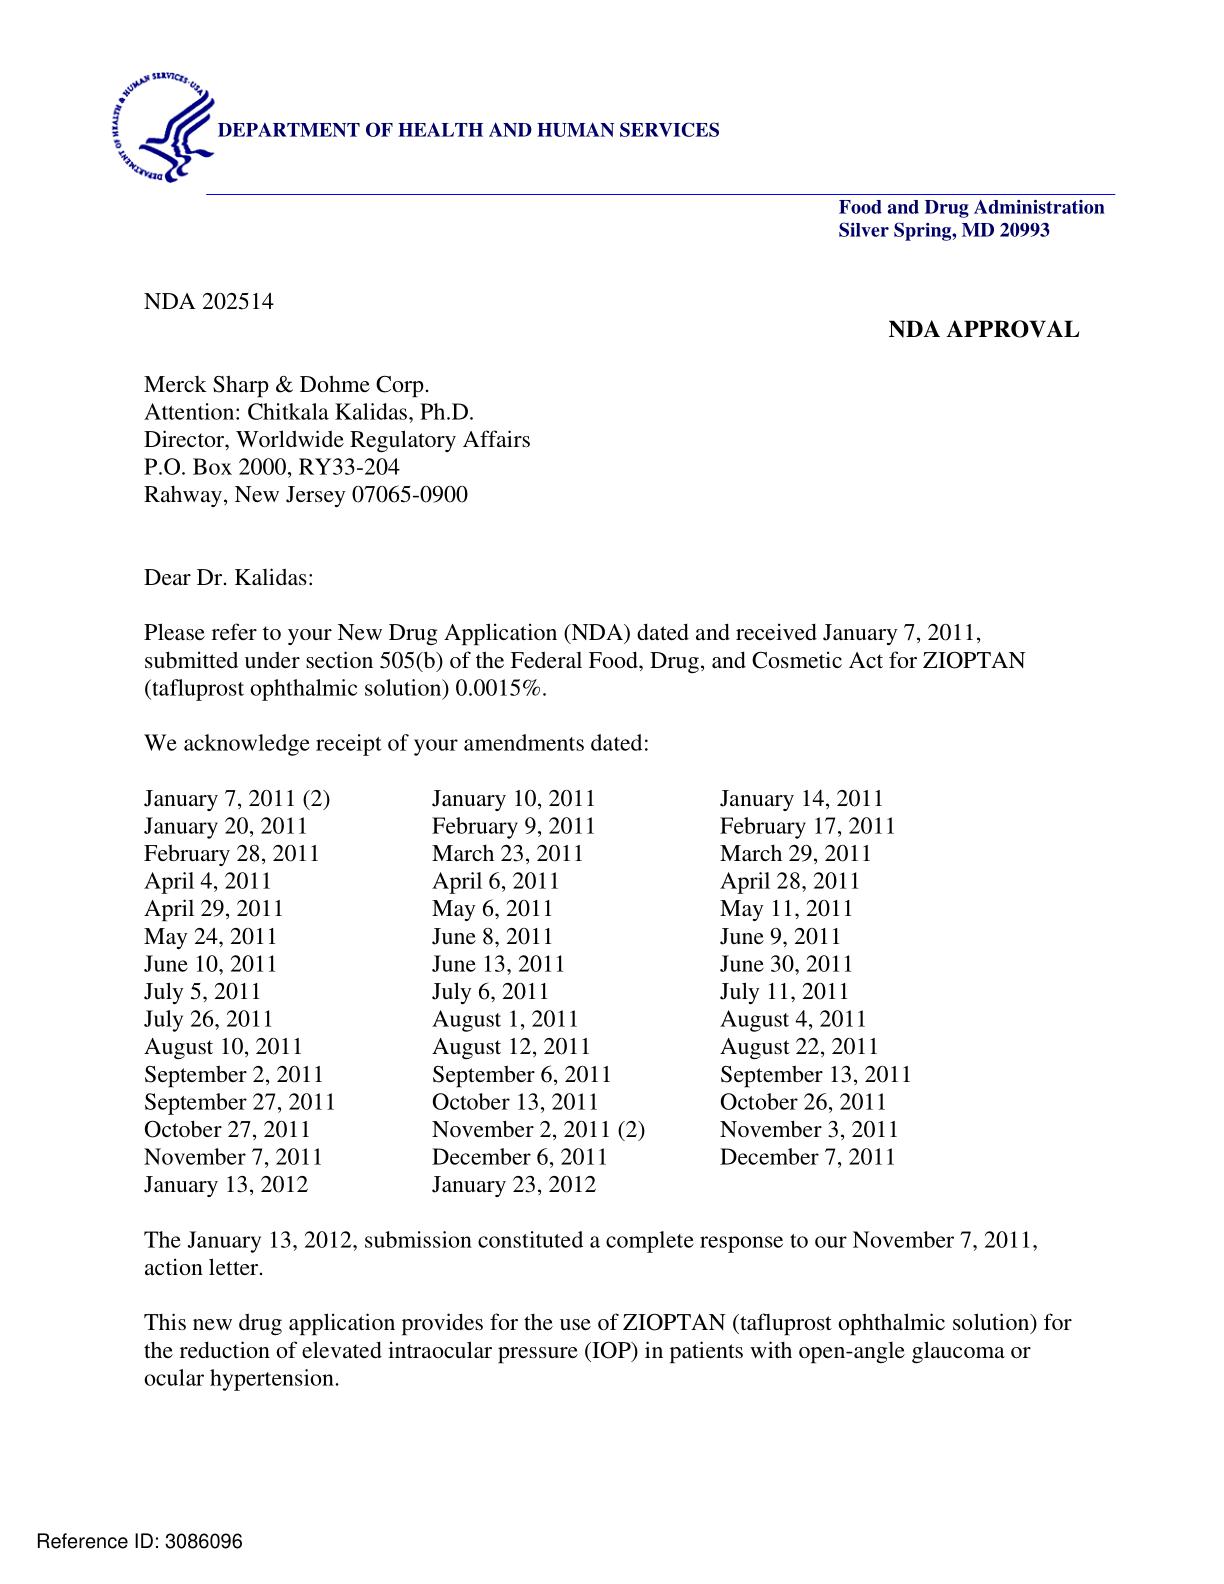 DEPARTMENT OF HEALTH & HUMAN SERVICES·USA
DEPARTMENT OF HEALTH AND HUMAN SERVICES
Food and Drug Administration
Silver Spring, MD 20993
NDA 202514
NDA APPROVAL
Merck Sharp & Dohme Corp.
Attention: Chitkala Kalidas, Ph.D.
Director, Worldwide Regulatory Affairs
P.O. Box 2000, RY33-204
Rahway, New Jersey 07065-0900
Dear Dr. Kalidas:
Please refer to your New Drug Application (NDA) dated and received January 7, 2011,
submitted under section 505(b) of the Federal Food, Drug, and Cosmetic Act for ZIOPTAN
(tafluprost ophthalmic solution) 0.0015%.
We acknowledge receipt of your amendments dated:
January 7, 2011 (2) January 10, 2011 January 14, 2011
January 20, 2011 February 9, 2011 February 17, 2011
February 28, 2011 March 23, 2011 March 29, 2011
April 4, 2011 April 6, 2011 April 28, 2011
April 29, 2011 May 6, 2011 May 11, 2011
May 24, 2011 June 8, 2011 June 9, 2011
June 10, 2011 June 13, 2011 June 30, 2011
July 5, 2011 July 6, 2011 July 11, 2011
July 26, 2011 August 1, 2011 August 4, 2011
August 10, 2011 August 12, 2011 August 22, 2011
September 2, 2011 September 6, 2011 September 13, 2011
September 27, 2011 October 13, 2011 October 26, 2011
October 27, 2011 November 2, 2011 (2) November 3, 2011
November 7, 2011 December 6, 2011 December 7, 2011
January 13, 2012 January 23, 2012
The January 13, 2012, submission constituted a complete response to our November 7, 2011,
action letter.
This new drug application provides for the use of ZIOPTAN (tafluprost ophthalmic solution) for
the reduction of elevated intraocular pressure (IOP) in patients with open-angle glaucoma or
ocular hypertension.
Reference ID: 3086096